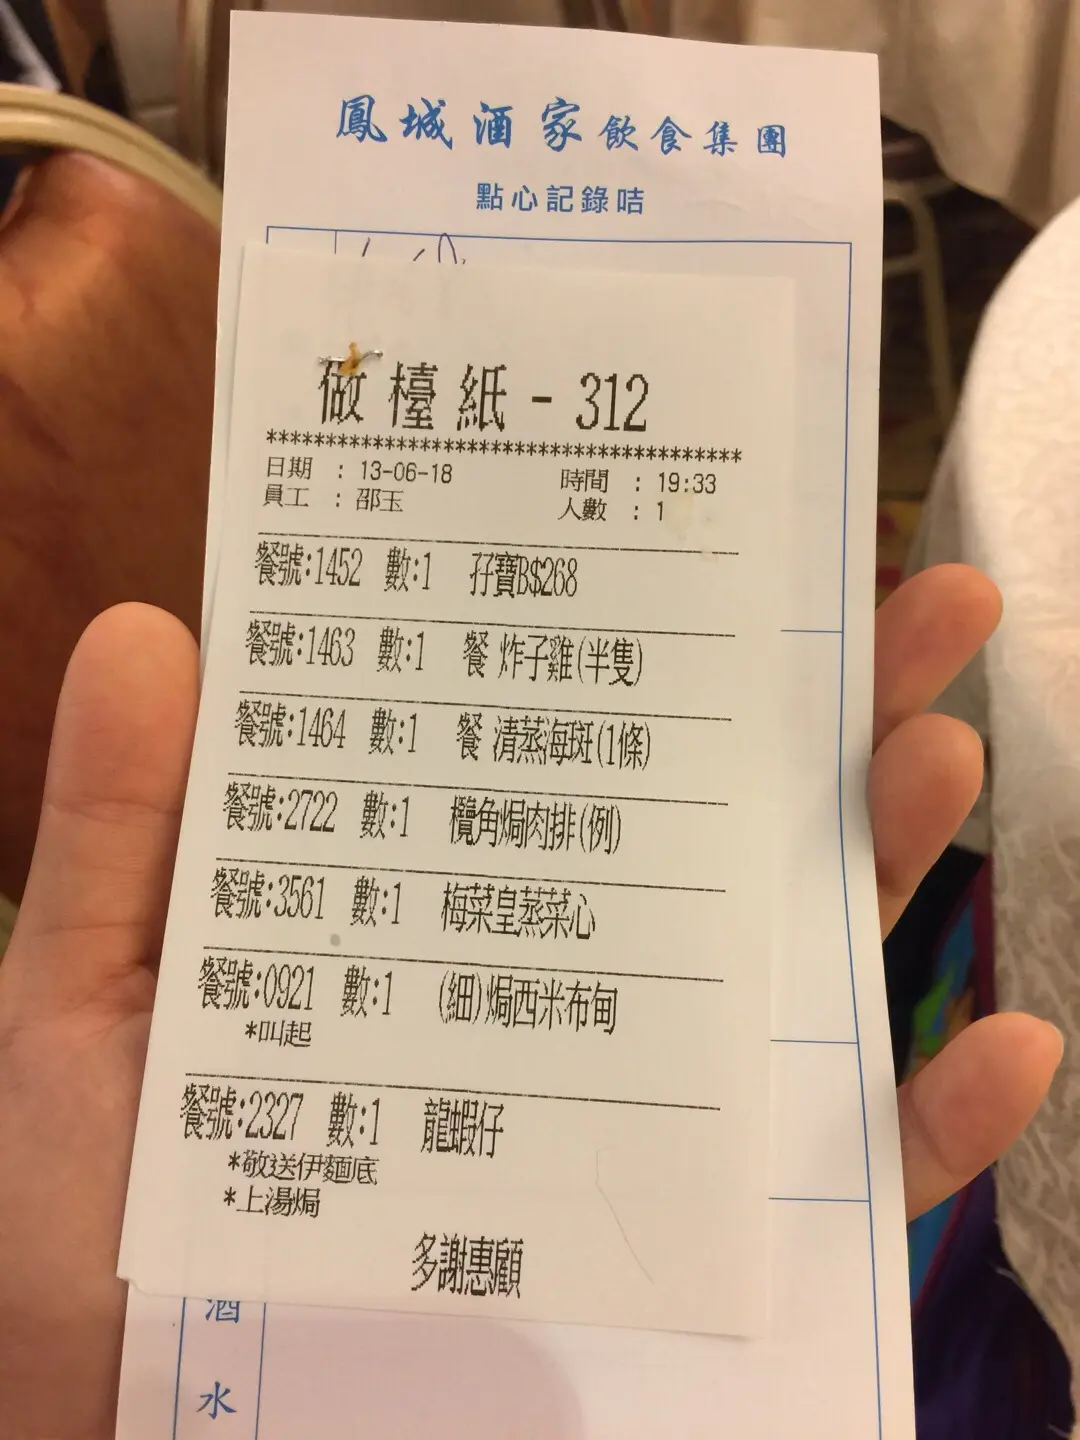 鳳城酒家飲食集團
點心記錄咭
做檯紙 - 312
****************************************
日期 : 13-06-18 時間 : 19:33
員工 : 邵玉 人數 : 1
餐號:1452 數:1 孖寶B$268
餐號:1463 數:1 餐 炸子雞(半隻)
餐號:1464 數:1 餐 清蒸海斑(1條)
餐號:2722 數:1 欖角焗肉排(例)
餐號:3561 數:1 梅菜皇蒸菜心
餐號:0921 數:1 (細)焗西米布甸
*叫起
餐號:2327 數:1 龍蝦仔
*敬送伊麵底
*上湯焗
多謝惠顧
酒
水